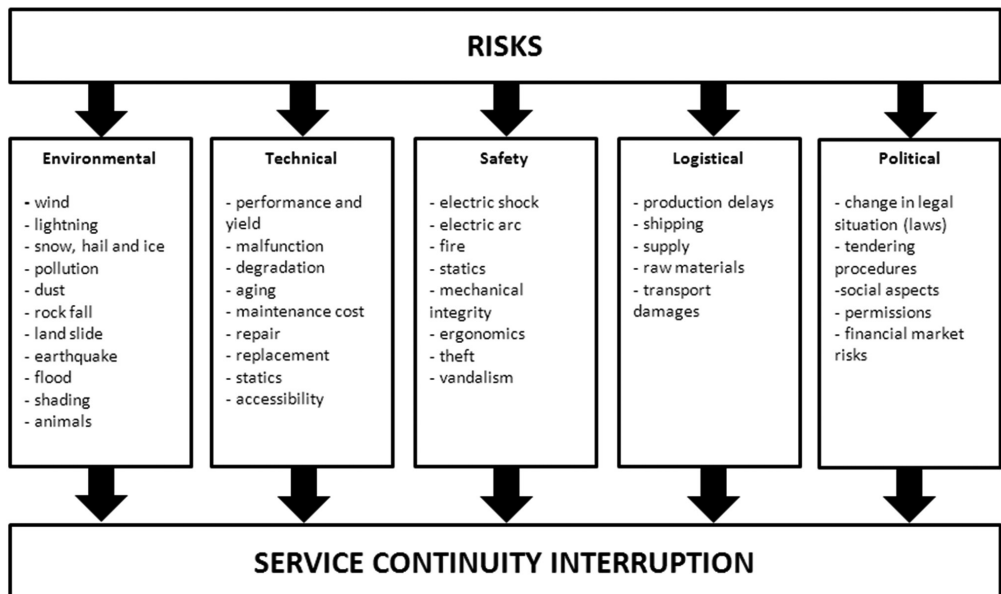 RISKS
Environmental
- wind
- lightning
- snow, hail and ice
- pollution
- dust
- rock fall
- land slide
- earthquake
- flood
- shading
- animals
Technical
- performance and
yield
- malfunction
- degradation
- aging
- maintenance cost
- repair
- replacement
- statics
- accessibility
Safety
- electric shock
- electric arc
- fire
- statics
- mechanical
integrity
- ergonomics
- theft
- vandalism
Logistical
- production delays
- shipping
- supply
- raw materials
- transport
damages
Political
- change in legal
situation (laws)
- tendering
procedures
-social aspects
- permissions
- financial market
risks
SERVICE CONTINUITY INTERRUPTION